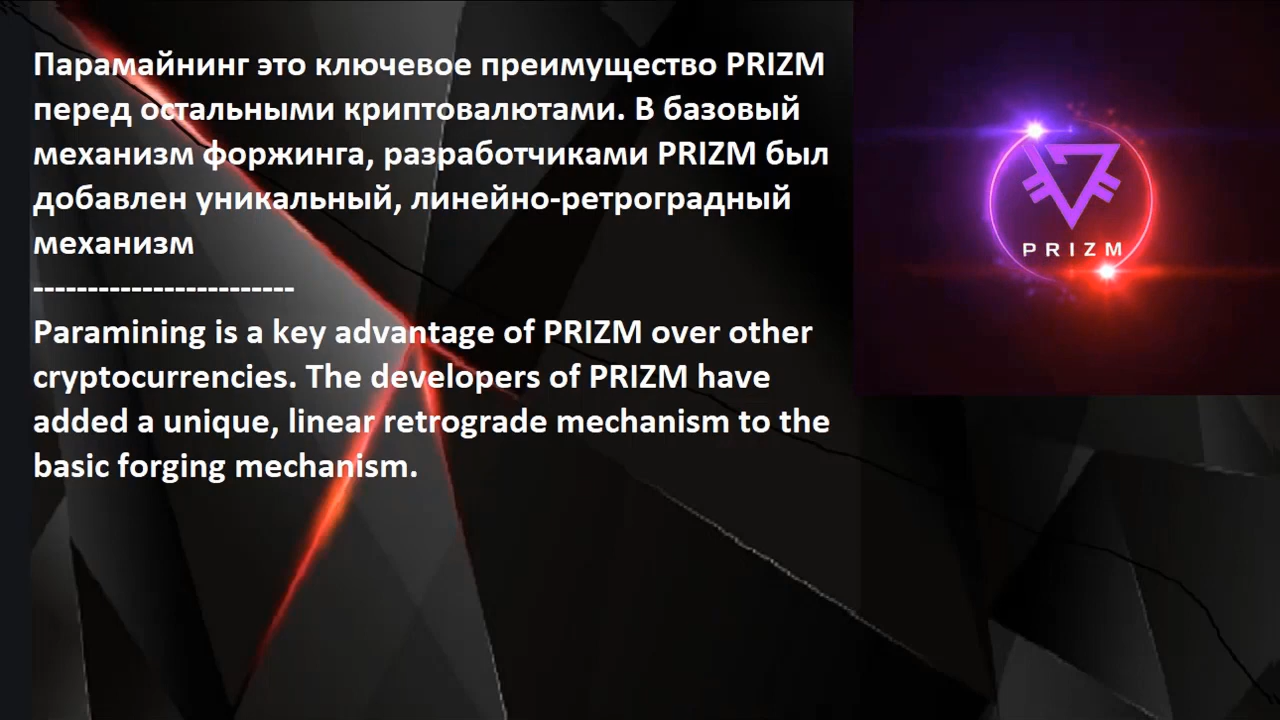 Парамайнинг это ключевое преимущество PRIZM
перед остальными криптовалютами. В базовый
механизм форжинга, разработчиками PRIZM был
добавлен уникальный, линейно-ретроградный
механизм
------------------------
Paramining is a key advantage of PRIZM over other
cryptocurrencies. The developers of PRIZM have
added a unique, linear retrograde mechanism to the
basic forging mechanism.
PRIZM